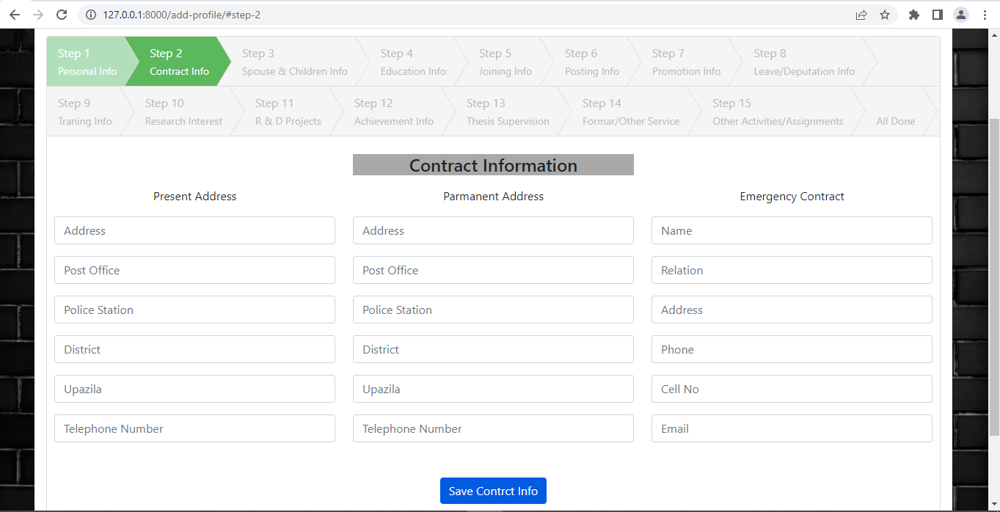 127.0.0.1:8000/add-profile/#step-2
Step 1 Step 2 Step 3 Step 4 Step 5 Step 6 Step 7 Step 8
Personal Info Contract Info Spouse & Children Info Education Info Joining Info Posting Info Promotion Info Leave/Deputation Info
Step 9 Step 10 Step 11 Step 12 Step 13 Step 14 Step 15
Traning Info Research Interest R & D Projects Achievement Info Thesis Supervision Formar/Other Service Other Activities/Assignments All Done
Contract Information
Present Address Parmanent Address Emergency Contract
Address Address Name
Post Office Post Office Relation
Police Station Police Station Address
District District Phone
Upazila Upazila Cell No
Telephone Number Telephone Number Email
Save Contrct Info